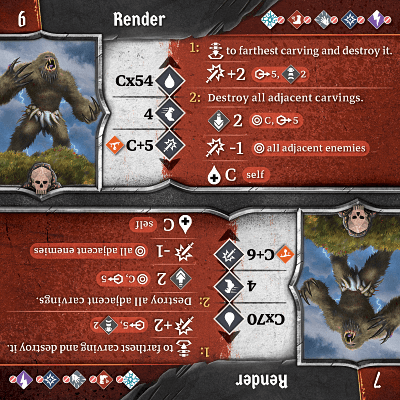 6
Render
1: to farthest carving and destroy it.
+2 5, 2
Cx54
2: Destroy all adjacent carvings.
4
2 C, 5
C+5
-1 all adjacent enemies
C self
7
Render
1: to farthest carving and destroy it.
+2 5, 2
Cx70
2: Destroy all adjacent carvings.
4
2 C, 5
C+6
-1 all adjacent enemies
C self